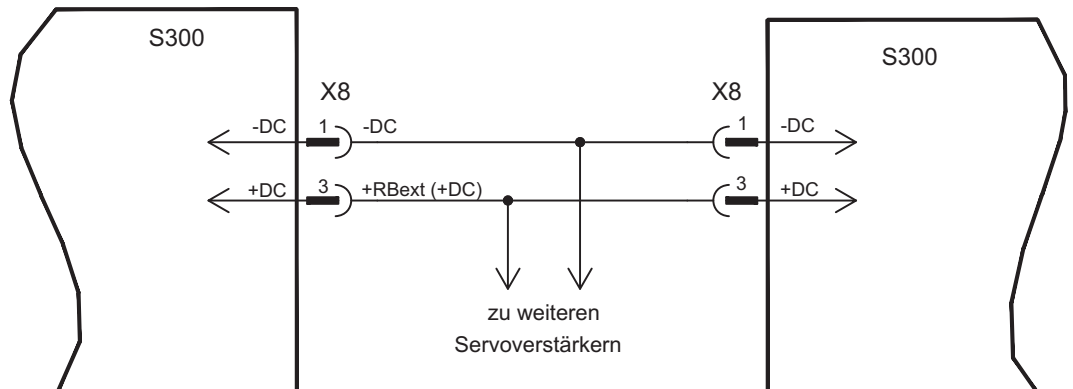 S300
S300
X8
X8
-DC 1 -DC 1 -DC
+DC 3 +RBext (+DC) 3 +DC
zu weiteren
Servoverstärkern